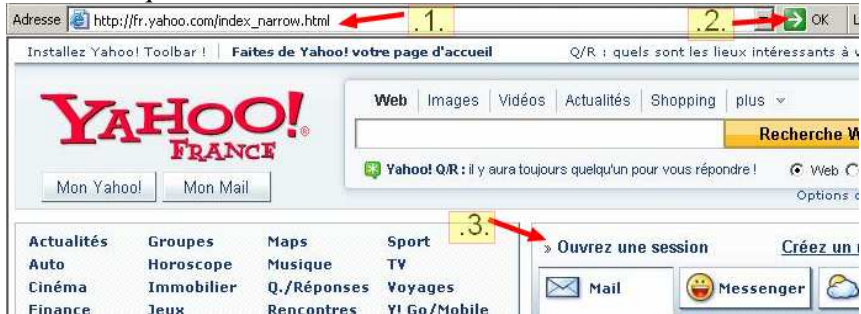 Adresse http://fr.yahoo.com/index_narrow.html .1. .2. OK
Installez Yahoo! Toolbar ! | Faites de Yahoo! votre page d'accueil Q/R : quels sont les lieux intéressants à
YAHOO! FRANCE
Web | Images | Vidéos | Actualités | Shopping | plus
Recherche W
Yahoo! Q/R : il y aura toujours quelqu'un pour vous répondre ! Web
Mon Yahoo! Mon Mail
Options
.3.
Actualités Groupes Maps Sport
Auto Horoscope Musique TV
Cinéma Immobilier Q./Réponses Voyages
Finance Jeux Rencontres Y! Go/Mobile
» Ouvrez une session Créez un
Mail Messenger